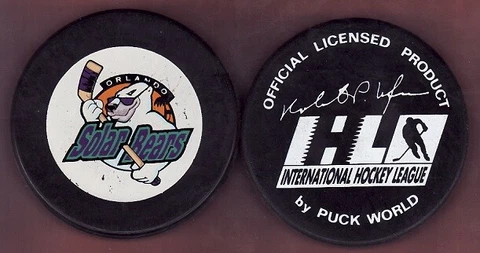 ORLANDO
Solar Bears
OFFICIAL LICENSED PRODUCT
IHL
INTERNATIONAL HOCKEY LEAGUE
by PUCK WORLD